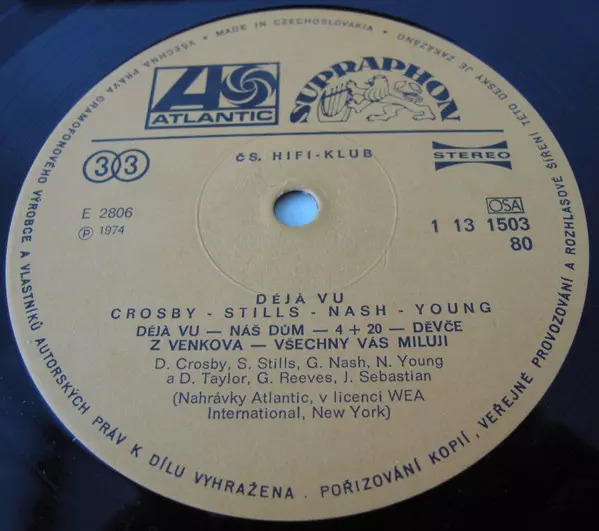 VŠECHNA PRÁVA GRAMOFONOVÉHO VÝROBCE A VLASTNÍKŮ AUTORSKÝCH PRÁV K DÍLU VYHRAŽENA. POŘIZOVÁNÍ KOPIÍ, VEŘEJNÉ PROVOZOVÁNÍ A ROZHLASOVÉ ŠÍŘENÍ TÉTO DESKY JE ZAKÁZÁNO • MADE IN CZECHOSLOVAKIA •
ATLANTIC
SUPRAPHON
33
ČS. HIFI-KLUB
STEREO
E 2806
Ⓟ 1974
OSA
1 13 1503
80
DÉJÀ VU
CROSBY - STILLS - NASH - YOUNG
DÉJÀ VU — NÁŠ DŮM — 4 + 20 — DĚVČE
Z VENKOVA — VŠECHNY VÁS MILUJI
D. Crosby, S. Stills, G. Nash, N. Young
a D. Taylor, G. Reeves, J. Sebastian
(Nahrávky Atlantic, v licenci WEA
International, New York)